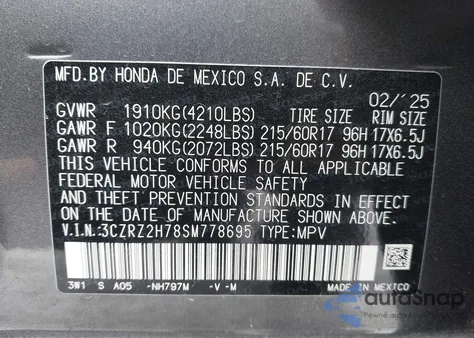 MFD.BY HONDA DE MEXICO S.A. DE C.V.
02/'25
GVWR 1910KG(4210LBS) TIRE SIZE RIM SIZE
GAWR F 1020KG(2248LBS) 215/60R17 96H 17X6.5J
GAWR R 940KG(2072LBS) 215/60R17 96H 17X6.5J
THIS VEHICLE CONFORMS TO ALL APPLICABLE
FEDERAL MOTOR VEHICLE SAFETY
AND THEFT PREVENTION STANDARDS IN EFFECT
ON THE DATE OF MANUFACTURE SHOWN ABOVE.
V.I.N.:3CZRZ2H78SM778695 TYPE:MPV
3W1 S A05 -NH797M -V-M MADE IN MEXICO
autoSnap
Pewne auto